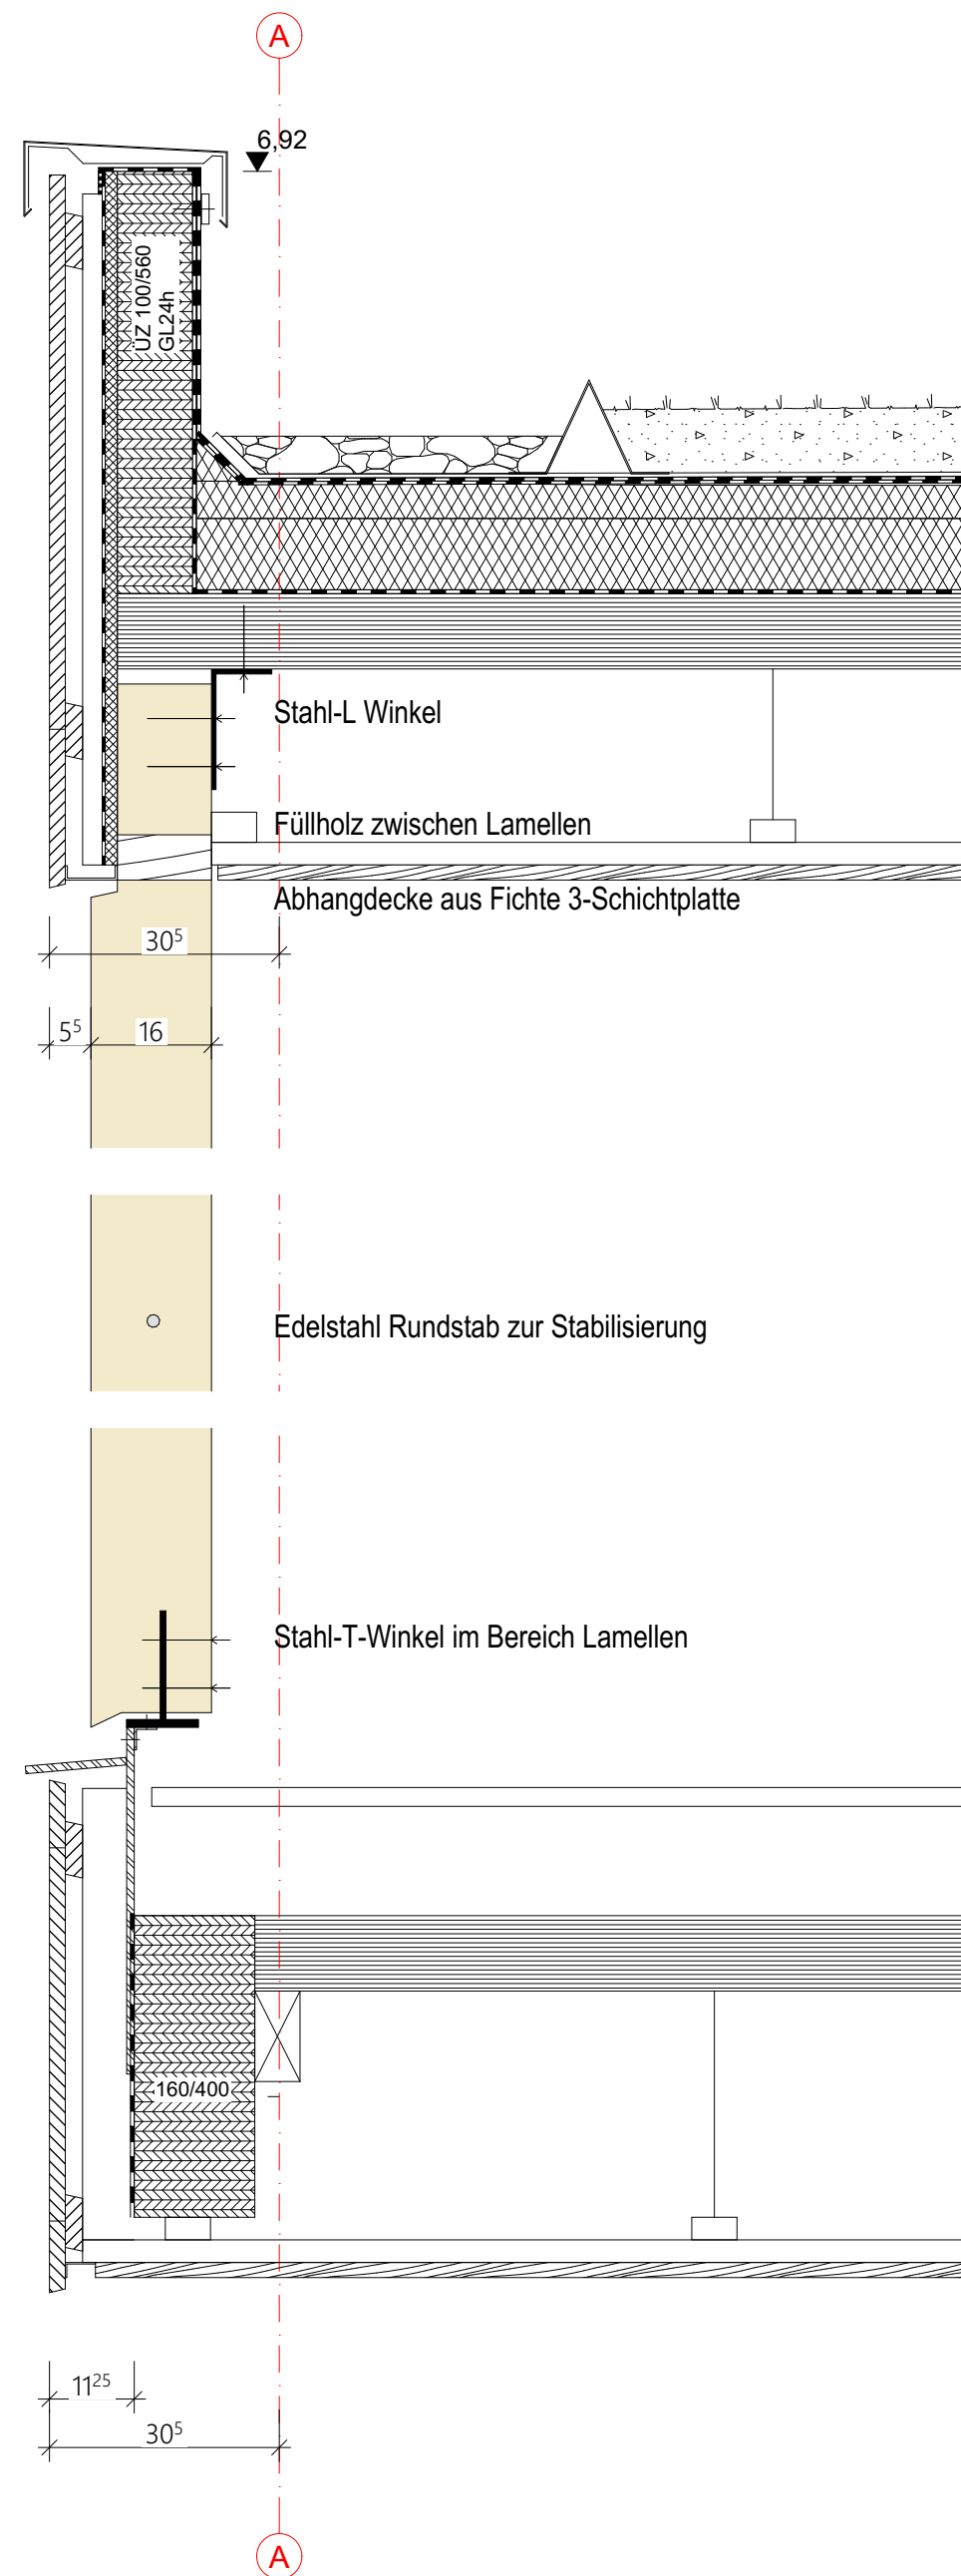 A
6,92
ÜZ 100/560
GL24h
Stahl-L Winkel
Füllholz zwischen Lamellen
Abhangdecke aus Fichte 3-Schichtplatte
30⁵
5⁵ 16
Edelstahl Rundstab zur Stabilisierung
Stahl-T-Winkel im Bereich Lamellen
160/400
11²⁵
30⁵
A